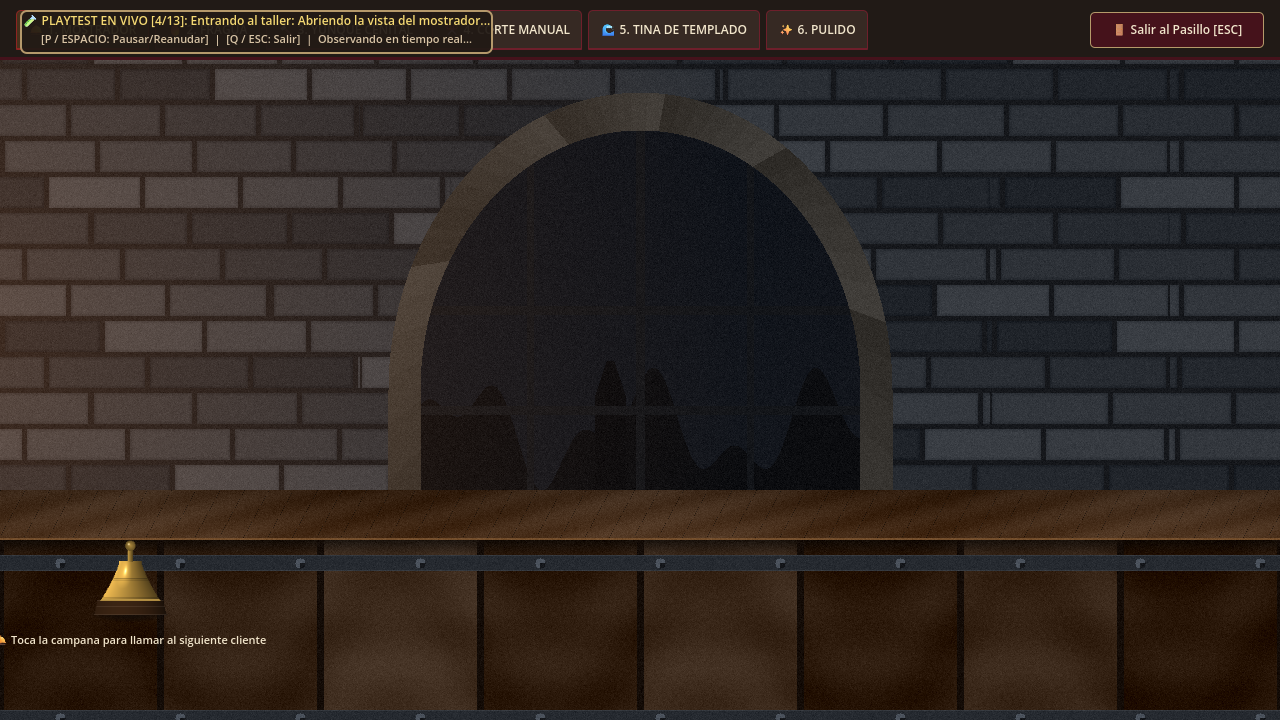 PLAYTEST EN VIVO [4/13]: Entrando al taller: Abriendo la vista del mostrador...
[P / ESPACIO: Pausar/Reanudar] | [Q / ESC: Salir] | Observando en tiempo real...
ORTE MANUAL
5. TINA DE TEMPLADO
6. PULIDO
Salir al Pasillo [ESC]
Toca la campana para llamar al siguiente cliente